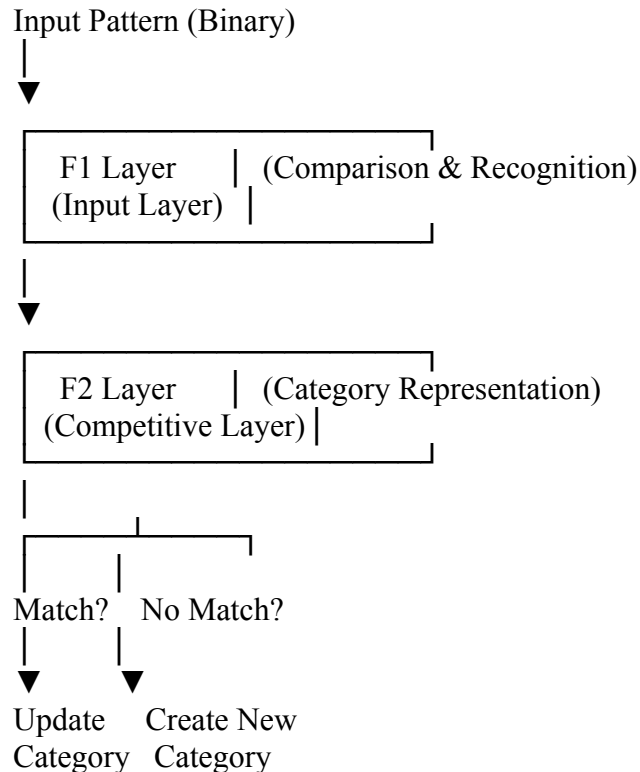 Input Pattern (Binary)
F1 Layer (Comparison & Recognition)
(Input Layer)
F2 Layer (Category Representation)
(Competitive Layer)
Match? No Match?
Update Create New
Category Category